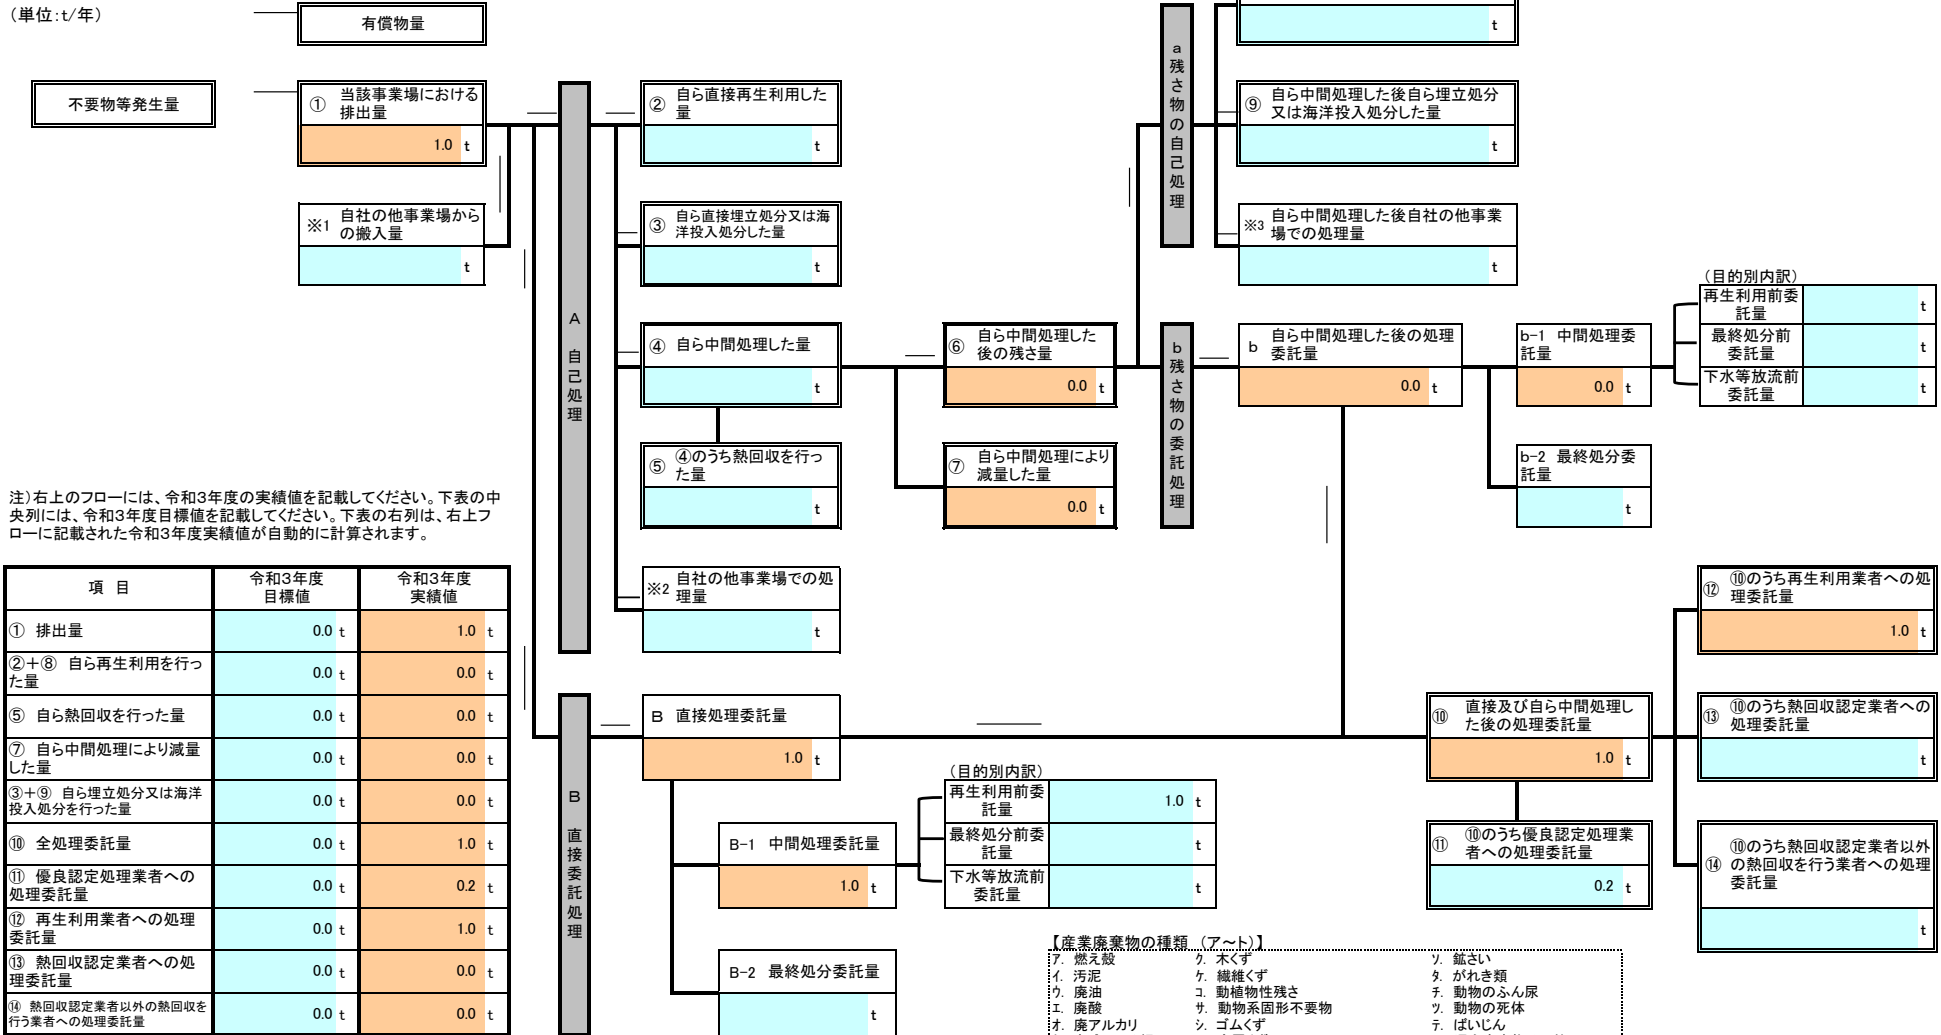 (単位:t/年)
有償物量
t
不要物等発生量
① 当該事業場における
排出量
1.0 t
※1 自社の他事業場から
の搬入量
t
A 自己処理
② 自ら直接再生利用した
量
t
③ 自ら直接埋立処分又は海
洋投入処分した量
t
④ 自ら中間処理した量
t
⑤ ④のうち熱回収を行っ
た量
t
※2 自社の他事業場での処
理量
t
⑥ 自ら中間処理した
後の残さ量
0.0 t
⑦ 自ら中間処理により
減量した量
0.0 t
a 残さ物の自己処理
⑨ 自ら中間処理した後自ら埋立処分
又は海洋投入処分した量
t
※3 自ら中間処理した後自社の他事業
場での処理量
t
b 残さ物の委託処理
b 自ら中間処理した後の処理
委託量
0.0 t
b-1 中間処理委
託量
0.0 t
b-2 最終処分委
託量
t
(目的別内訳)
再生利用前委
託量
t
最終処分前
委託量
t
下水等放流前
委託量
t
注)右上のフローには、令和3年度の実績値を記載してください。下表の中
央列には、令和3年度目標値を記載してください。下表の右列は、右上フ
ローに記載された令和3年度実績値が自動的に計算されます。
項 目 令和3年度
目標値 令和3年度
実績値
① 排出量 0.0 t 1.0 t
②+⑧ 自ら再生利用を行っ
た量 0.0 t 0.0 t
⑤ 自ら熱回収を行った量 0.0 t 0.0 t
⑦ 自ら中間処理により減量
した量 0.0 t 0.0 t
③+⑨ 自ら埋立処分又は海洋
投入処分を行った量 0.0 t 0.0 t
⑩ 全処理委託量 0.0 t 1.0 t
⑪ 優良認定処理業者への
処理委託量 0.0 t 0.2 t
⑫ 再生利用業者への処理
委託量 0.0 t 1.0 t
⑬ 熱回収認定業者への処
理委託量 0.0 t 0.0 t
⑭ 熱回収認定業者以外の熱回収を
行う業者への処理委託量 0.0 t 0.0 t
B 直接委託処理
B 直接処理委託量
1.0 t
B-1 中間処理委託量
1.0 t
B-2 最終処分委託量
t
(目的別内訳)
再生利用前委
託量
1.0 t
最終処分前委
託量
t
下水等放流前
委託量
t
⑩ 直接及び自ら中間処理し
た後の処理委託量
1.0 t
⑪ ⑩のうち優良認定処理業
者への処理委託量
0.2 t
⑫ ⑩のうち再生利用業者への処
理委託量
1.0 t
⑬ ⑩のうち熱回収認定業者への
処理委託量
t
⑭ ⑩のうち熱回収認定業者以外
の熱回収を行う業者への処理
委託量
t
【産業廃棄物の種類 (ア～ト)】
ア. 燃え殻 ク. 木くず ソ. 鉱さい
イ. 汚泥 ケ. 繊維くず タ. がれき類
ウ. 廃油 コ. 動植物性残さ チ. 動物のふん尿
エ. 廃酸 サ. 動物系固形不要物 ツ. 動物の死体
オ. 廃アルカリ シ. ゴムくず テ. ばいじん